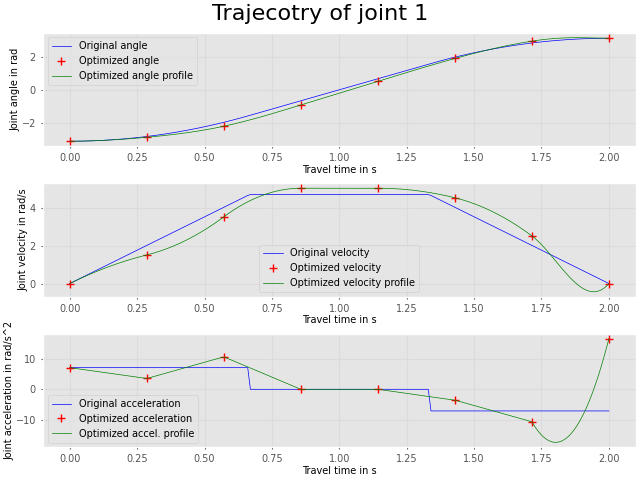 Trajecotry of joint 1
Joint angle in rad
2
0
−2
Original angle
Optimized angle
Optimized angle profile
0.00 0.25 0.50 0.75 1.00 1.25 1.50 1.75 2.00
Travel time in s
Joint velocity in rad/s
4
2
0
Original velocity
Optimized velocity
Optimized velocity profile
0.00 0.25 0.50 0.75 1.00 1.25 1.50 1.75 2.00
Travel time in s
Joint acceleration in rad/s^2
10
0
−10
Original acceleration
Optimized acceleration
Optimized accel. profile
0.00 0.25 0.50 0.75 1.00 1.25 1.50 1.75 2.00
Travel time in s